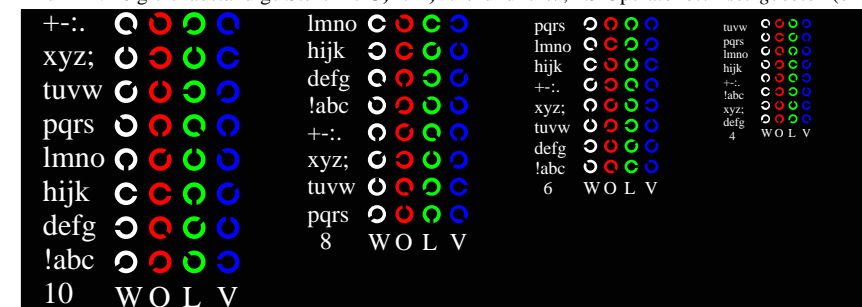 +-:.
xyz;
tuvw
pqrs
lmno
hijk
defg
!abc
10 W O L V
lmno
hijk
defg
!abc
+-:.
xyz;
tuvw
pqrs
8 W O L V
pqrs
lmno
hijk
+-:.
xyz;
tuvw
defg
!abc
6 W O L V
tuvw
pqrs
lmno
hijk
+-:.
!abc
xyz;
defg
4 W O L V